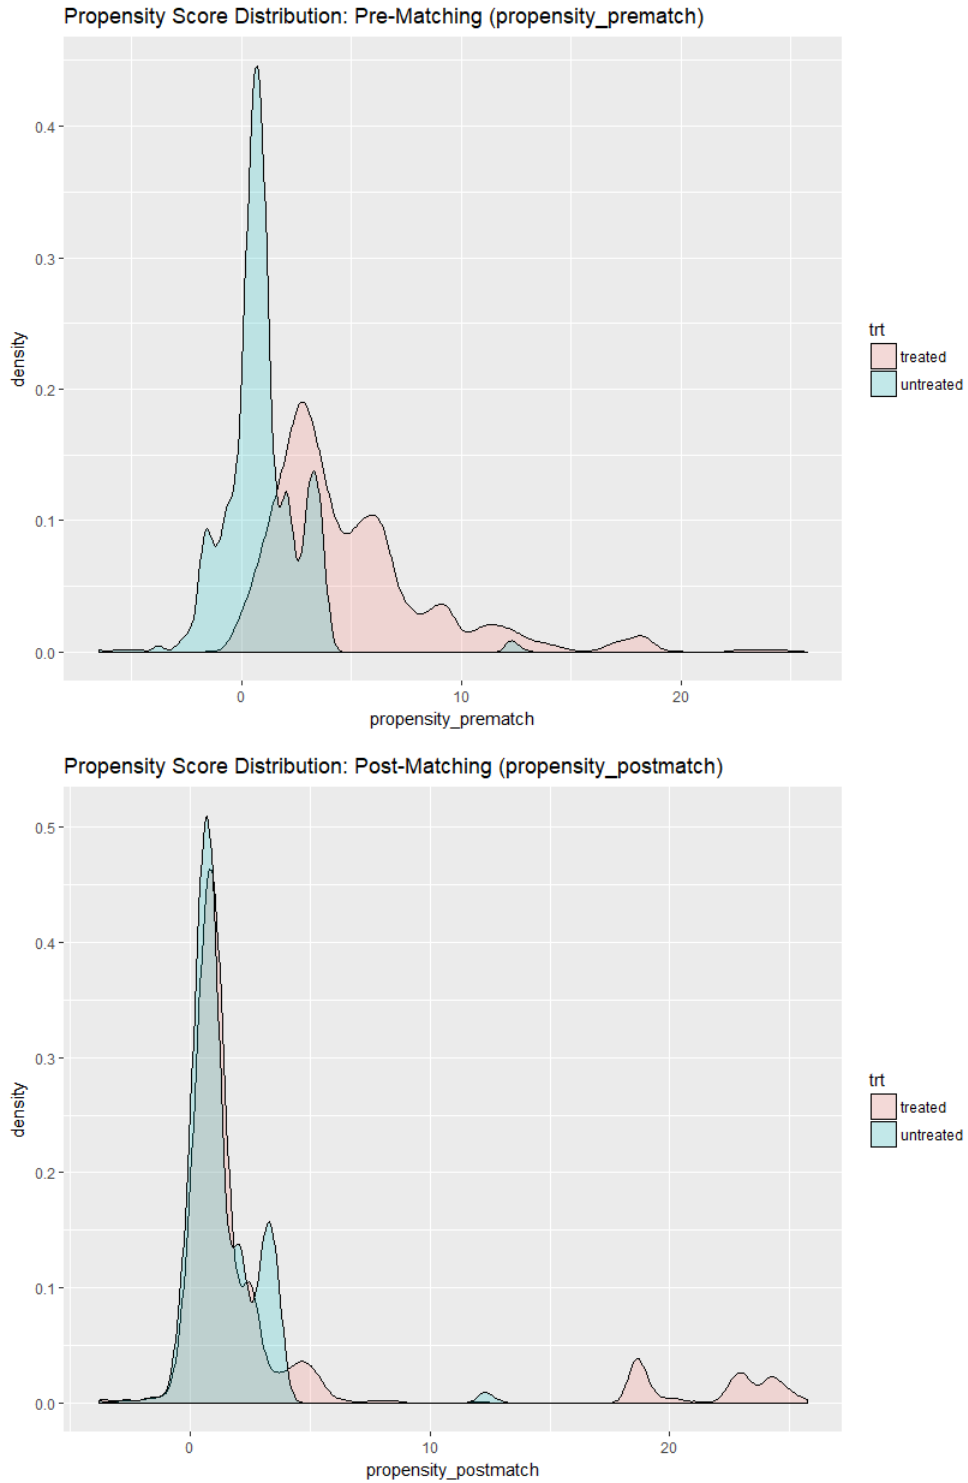 Propensity Score Distribution: Pre-Matching (propensity_prematch)
0.4
0.3
0.2
0.1
0.0
density
0
10
20
propensity_prematch
trt
treated
untreated
Propensity Score Distribution: Post-Matching (propensity_postmatch)
0.5
0.4
0.3
0.2
0.1
0.0
density
0
10
20
propensity_postmatch
trt
treated
untreated